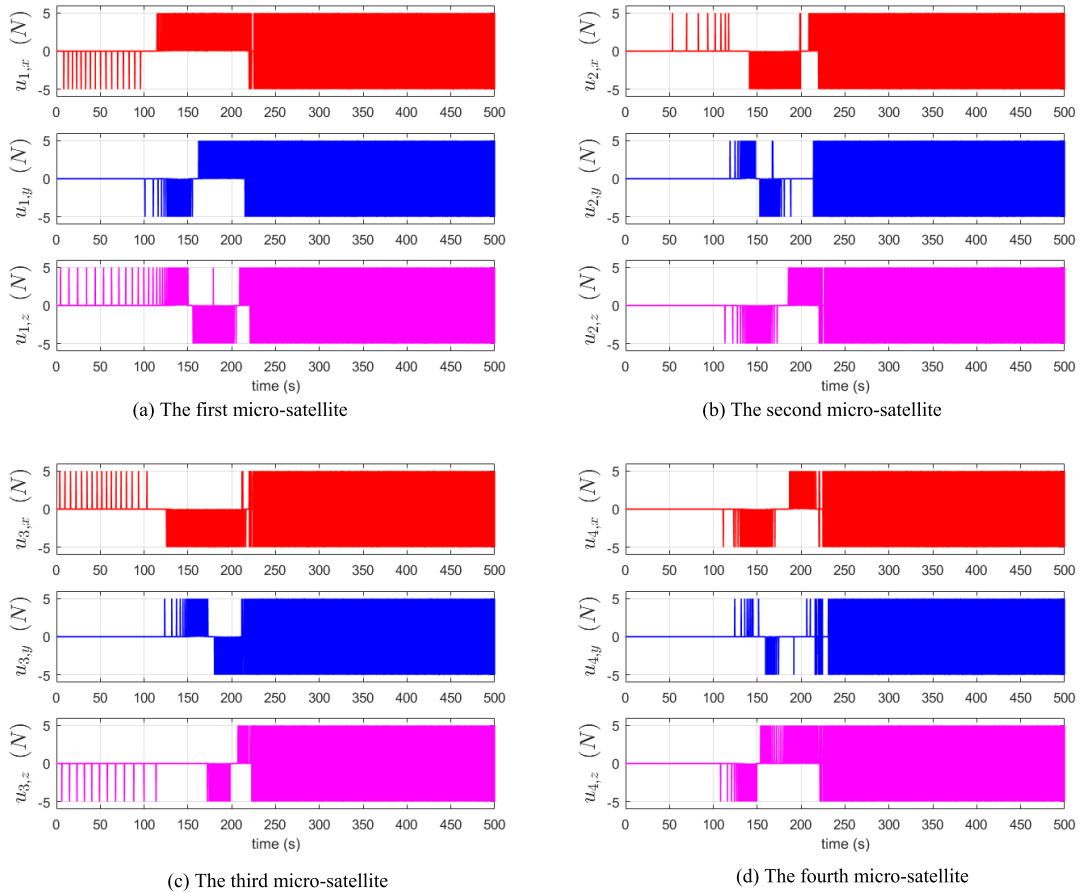 u1,x (N)
5
0
-5
0 50 100 150 200 250 300 350 400 450 500
u1,y (N)
5
0
-5
0 50 100 150 200 250 300 350 400 450 500
u1,z (N)
5
0
-5
0 50 100 150 200 250 300 350 400 450 500
time (s)
(a) The first micro-satellite
u2,x (N)
5
0
-5
0 50 100 150 200 250 300 350 400 450 500
u2,y (N)
5
0
-5
0 50 100 150 200 250 300 350 400 450 500
u2,z (N)
5
0
-5
0 50 100 150 200 250 300 350 400 450 500
time (s)
(b) The second micro-satellite
u3,x (N)
5
0
-5
0 50 100 150 200 250 300 350 400 450 500
u3,y (N)
5
0
-5
0 50 100 150 200 250 300 350 400 450 500
u3,z (N)
5
0
-5
0 50 100 150 200 250 300 350 400 450 500
time (s)
(c) The third micro-satellite
u4,x (N)
5
0
-5
0 50 100 150 200 250 300 350 400 450 500
u4,y (N)
5
0
-5
0 50 100 150 200 250 300 350 400 450 500
u4,z (N)
5
0
-5
0 50 100 150 200 250 300 350 400 450 500
time (s)
(d) The fourth micro-satellite